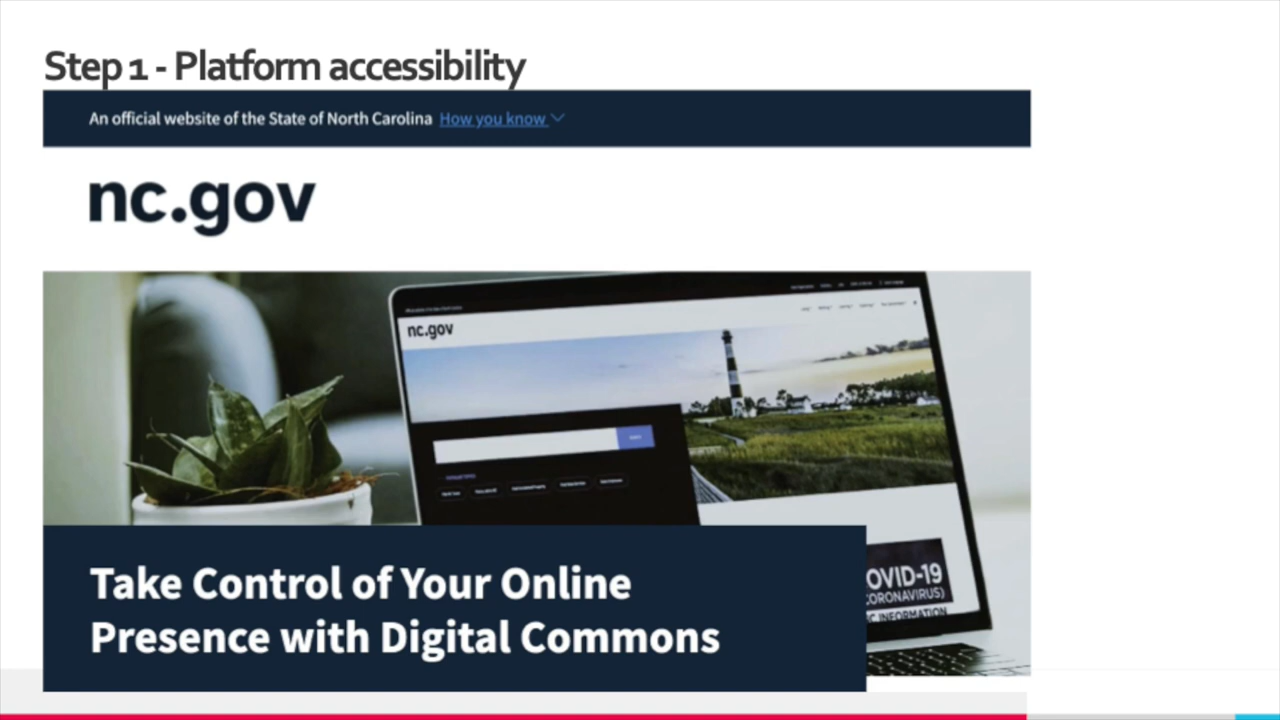 Step 1 - Platform accessibility
An official website of the State of North Carolina How you know
nc.gov
nc.gov
OVID-19
ORONAVIRUS)
INFORMATION
Take Control of Your Online
Presence with Digital Commons